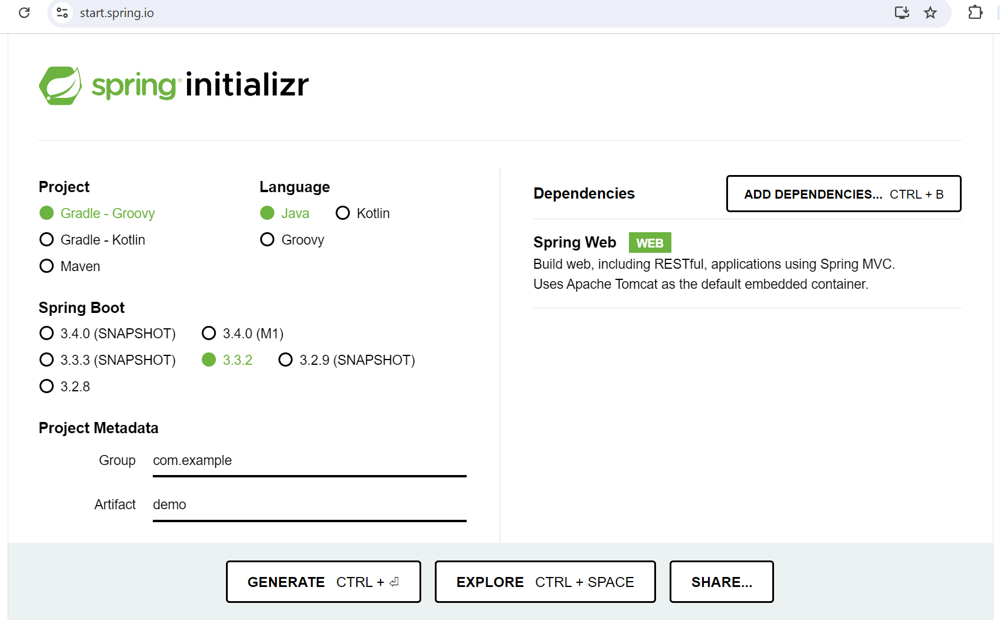 start.spring.io
spring® initializr
Project
Gradle - Groovy
Gradle - Kotlin
Maven
Language
Java Kotlin
Groovy
Spring Boot
3.4.0 (SNAPSHOT) 3.4.0 (M1)
3.3.3 (SNAPSHOT) 3.3.2 3.2.9 (SNAPSHOT)
3.2.8
Project Metadata
Group com.example
Artifact demo
Dependencies ADD DEPENDENCIES... CTRL + B
Spring Web WEB
Build web, including RESTful, applications using Spring MVC.
Uses Apache Tomcat as the default embedded container.
GENERATE CTRL + ⏎ EXPLORE CTRL + SPACE SHARE...